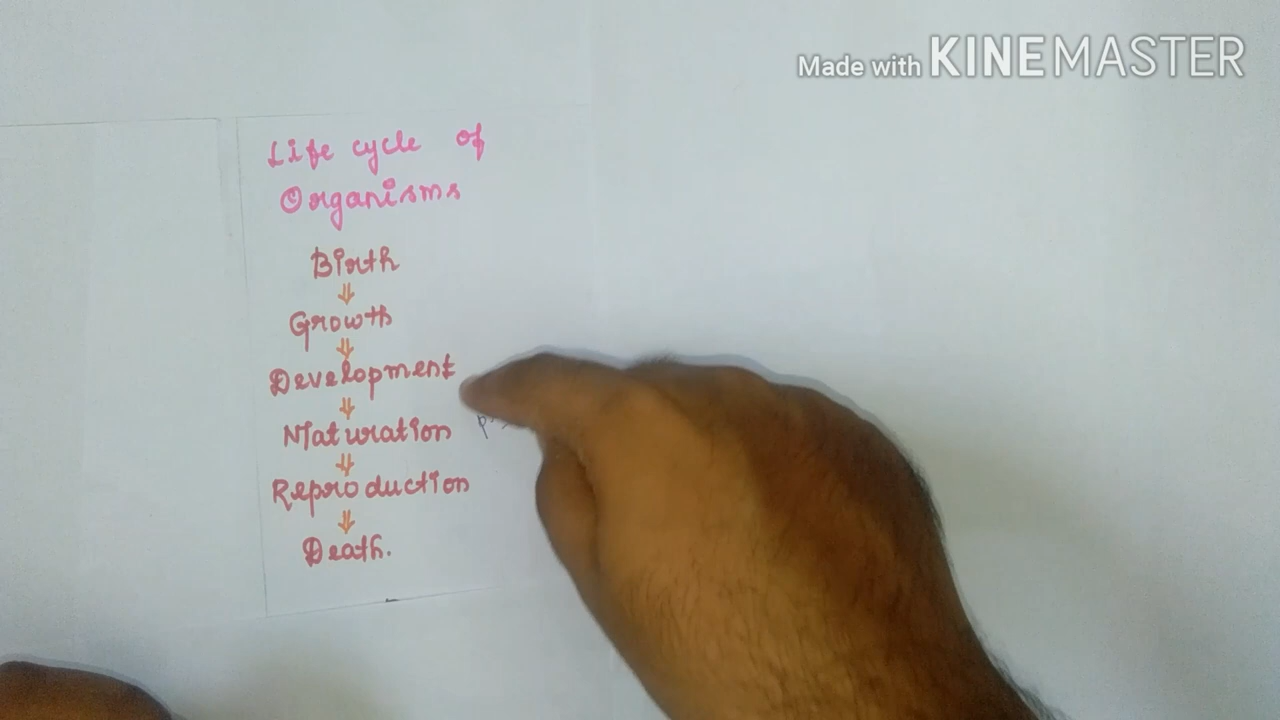 Made with KINEMASTER
Life cycle of
Organisms
Birth
⇓
Growth
⇓
Development
⇓
Maturation
⇓
Reproduction
⇓
Death.